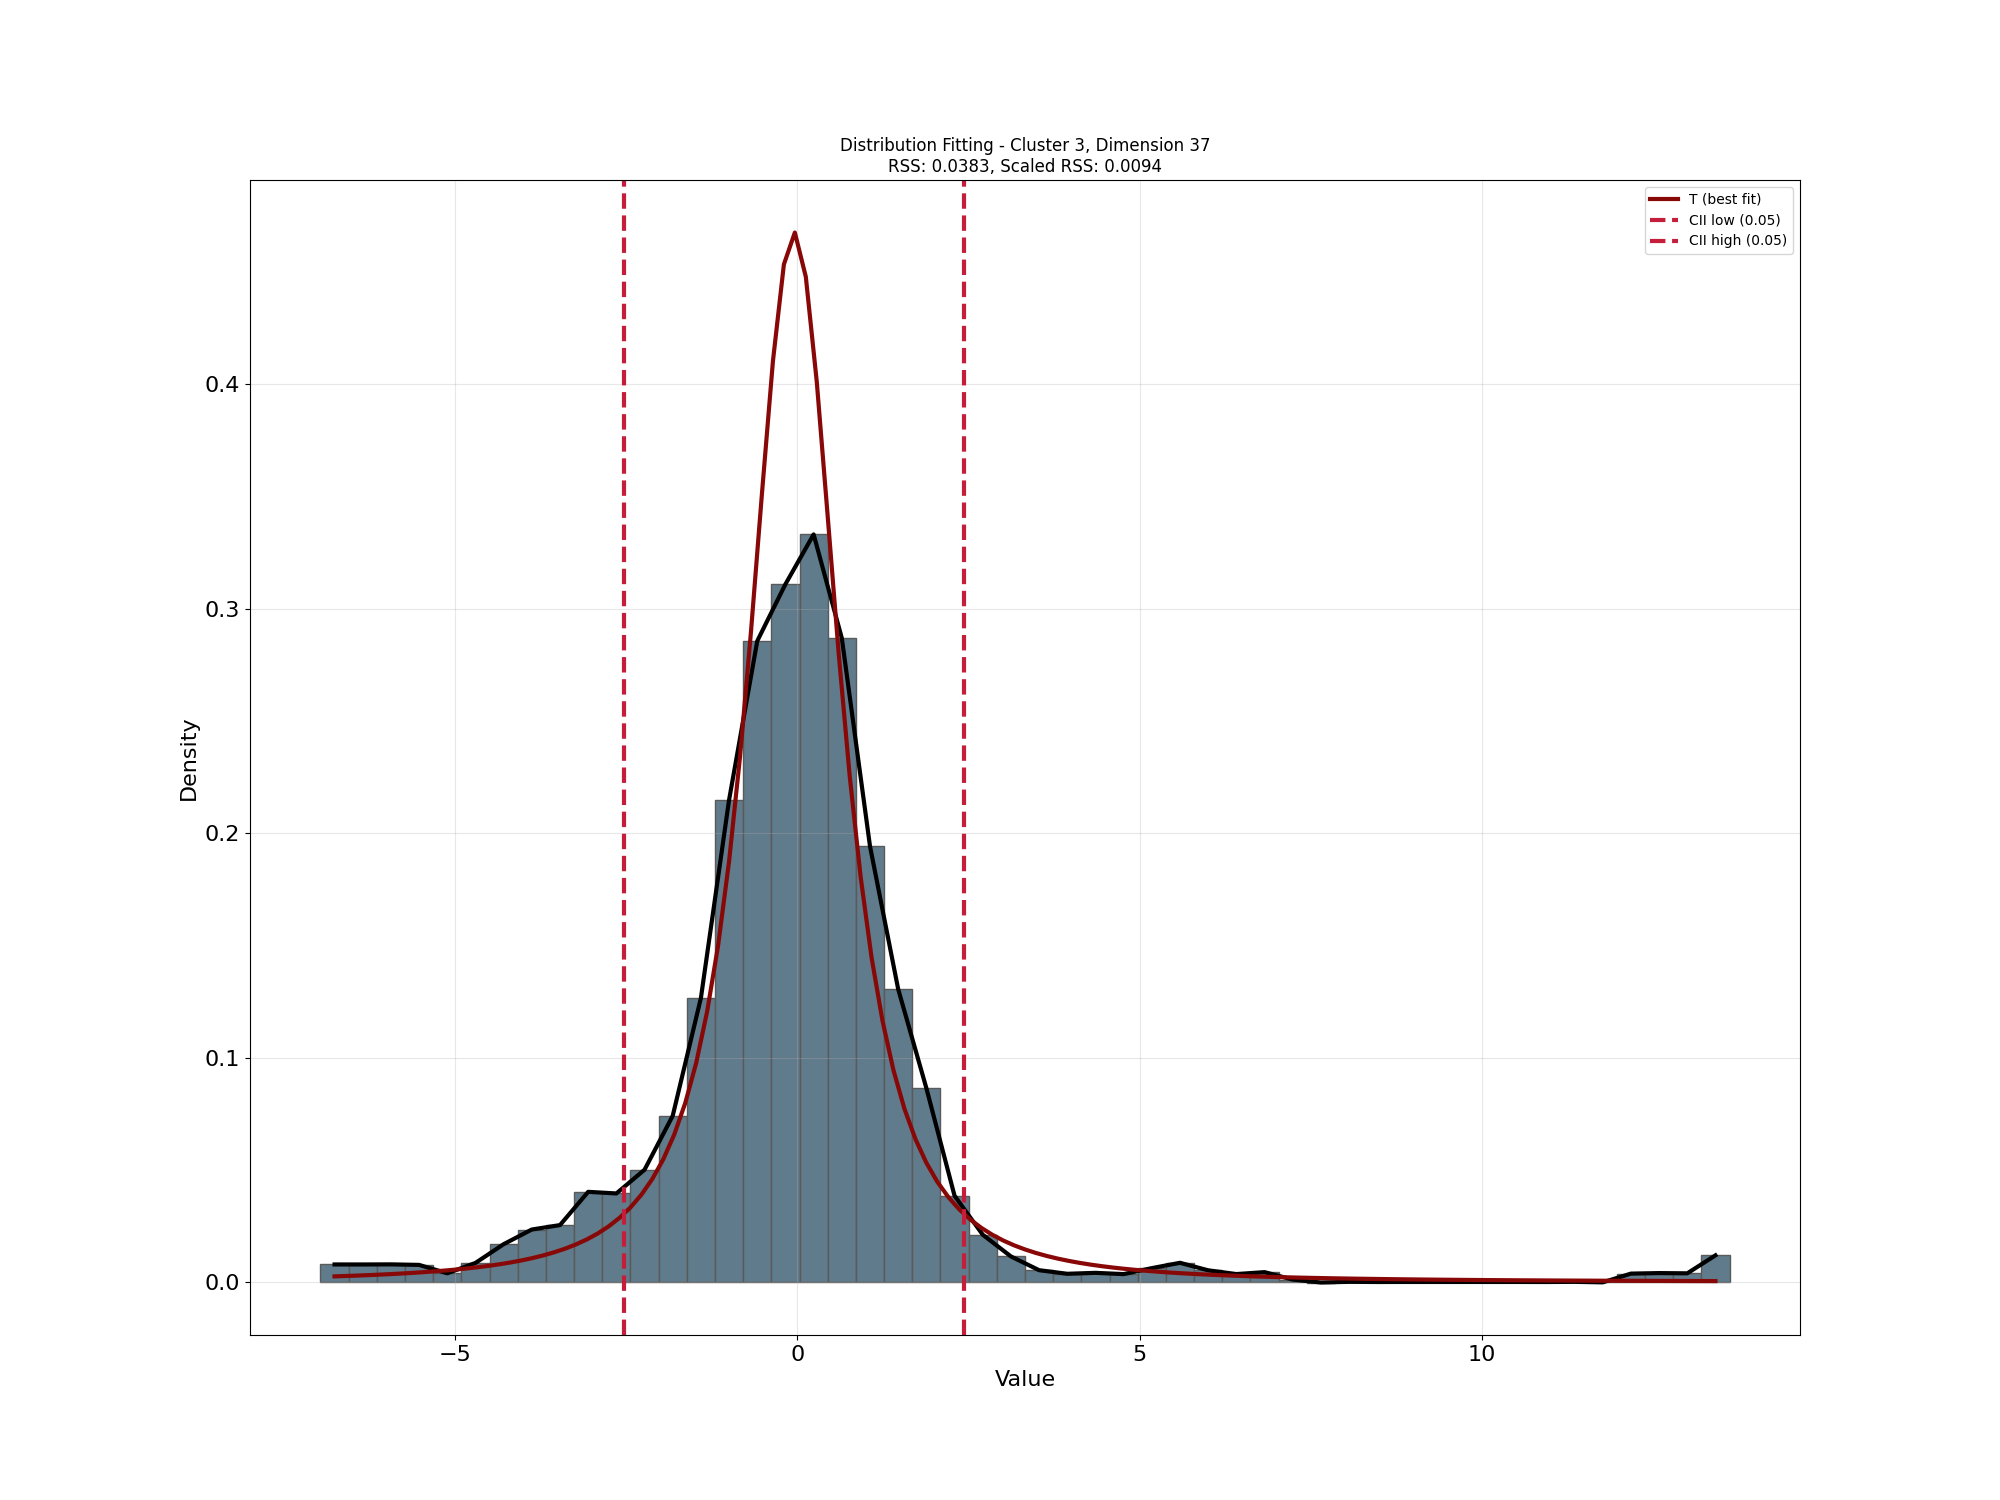 Distribution Fitting - Cluster 3, Dimension 37
RSS: 0.0383, Scaled RSS: 0.0094
T (best fit)
CII low (0.05)
CII high (0.05)
0.4
0.3
0.2
0.1
0.0
Density
−5
0
5
10
Value